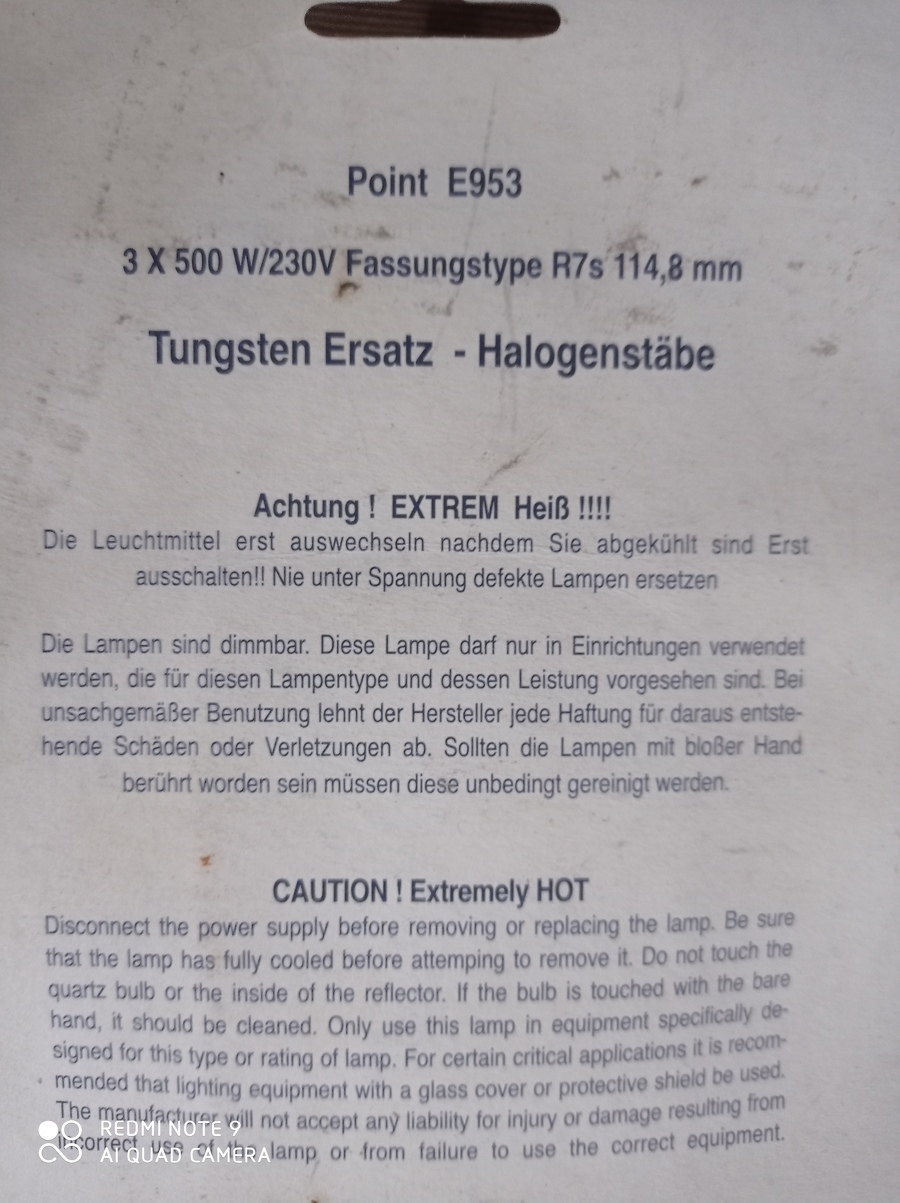 Point E953
3 X 500 W/230V Fassungstype R7s 114,8 mm
Tungsten Ersatz - Halogenstäbe
Achtung ! EXTREM Heiß !!!!
Die Leuchtmittel erst auswechseln nachdem Sie abgekühlt sind Erst
ausschalten!! Nie unter Spannung defekte Lampen ersetzen
Die Lampen sind dimmbar. Diese Lampe darf nur in Einrichtungen verwendet
werden, die für diesen Lampentype und dessen Leistung vorgesehen sind. Bei
unsachgemäßer Benutzung lehnt der Hersteller jede Haftung für daraus entste-
hende Schäden oder Verletzungen ab. Sollten die Lampen mit bloßer Hand
berührt worden sein müssen diese unbedingt gereinigt werden.
CAUTION ! Extremely HOT
Disconnect the power supply before removing or replacing the lamp. Be sure
that the lamp has fully cooled before attemping to remove it. Do not touch the
quartz bulb or the inside of the reflector. If the bulb is touched with the bare
hand, it should be cleaned. Only use this lamp in equipment specifically de-
signed for this type or rating of lamp. For certain critical applications it is recom-
mended that lighting equipment with a glass cover or protective shield be used.
The manufacturer will not accept any liability for injury or damage resulting from
incorrect use of the lamp or from failure to use the correct equipment.
REDMI NOTE 9
AI QUAD CAMERA